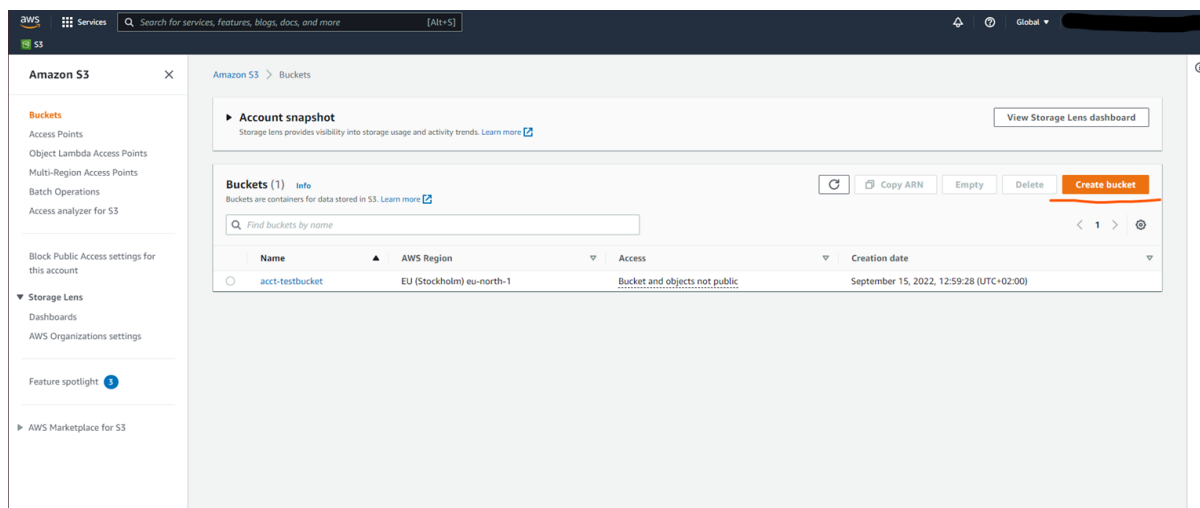 aws Services Search for services, features, blogs, docs, and more [Alt+S] Global
S3
Amazon S3
Buckets
Access Points
Object Lambda Access Points
Multi-Region Access Points
Batch Operations
Access analyzer for S3
Block Public Access settings for
this account
Storage Lens
Dashboards
AWS Organizations settings
Feature spotlight 3
AWS Marketplace for S3
Amazon S3 > Buckets
Account snapshot
Storage lens provides visibility into storage usage and activity trends. Learn more
View Storage Lens dashboard
Buckets (1) Info
Buckets are containers for data stored in S3. Learn more
Copy ARN Empty Delete Create bucket
Find buckets by name
1
Name AWS Region Access Creation date
acct-testbucket EU (Stockholm) eu-north-1 Bucket and objects not public September 15, 2022, 12:59:28 (UTC+02:00)